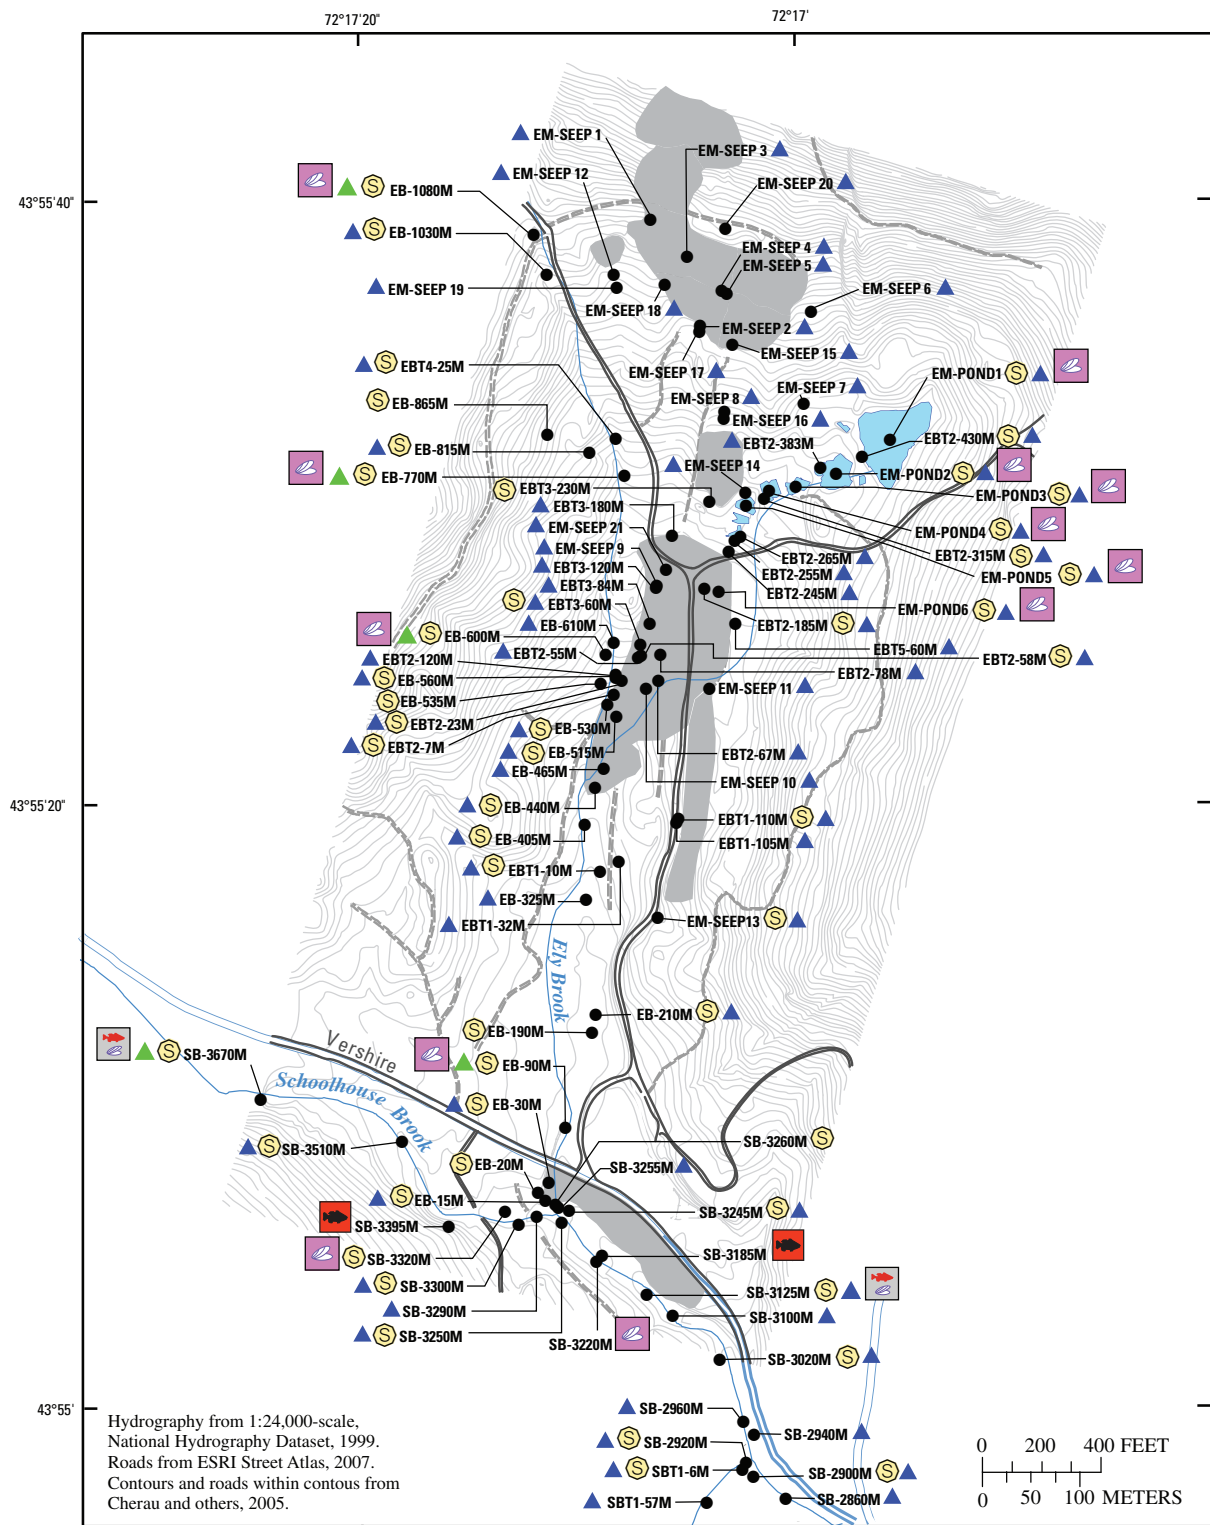 72°17'20"
72°17'
EM-SEEP 1
EM-SEEP 3
EM-SEEP 12
EM-SEEP 20
S
EB-1080M
43°55'40"
S
EB-1030M
EM-SEEP 4
EM-SEEP 5
EM-SEEP 19
EM-SEEP 6
EM-SEEP 18
EM-SEEP 2
EM-SEEP 15
S
EBT4-25M
EM-SEEP 17
EM-POND1
S
EM-SEEP 7
S
EB-865M
EM-SEEP 8
EM-SEEP 16
S
EB-815M
EBT2-383M
EBT2-430M
S
S
EB-770M
EM-SEEP 14
EM-POND2
S
S
EBT3-230M
EM-POND3
S
EBT3-180M
EM-SEEP 21
EM-POND4
S
EM-SEEP 9
EBT2-265M
EBT2-315M
S
EBT3-120M
EBT2-255M
EM-POND5
S
EBT3-84M
EBT2-245M
S
EBT3-60M
EM-POND6
S
EB-610M
EBT2-185M
S
S
EB-600M
EBT5-60M
EBT2-55M
EBT2-58M
S
EBT2-120M
EBT2-78M
S
EB-560M
EM-SEEP 11
S
EB-535M
S
EBT2-23M
S
EB-530M
S
EBT2-7M
S
EB-515M
EBT2-67M
EB-465M
EM-SEEP 10
43°55'20"
S
EB-440M
EBT1-110M
S
S
EB-405M
EBT1-105M
S
EBT1-10M
EB-325M
EBT1-32M
EM-SEEP13
S
Ely Brook
EB-210M
S
S
EB-190M
Vershire
S
SB-3670M
S
EB-90M
Schoolhouse Brook
S
EB-30M
S
SB-3510M
SB-3260M
S
S
EB-20M
SB-3255M
S
EB-15M
SB-3245M
S
SB-3395M
S
SB-3320M
SB-3185M
S
SB-3300M
SB-3125M
S
SB-3290M
SB-3100M
S
SB-3250M
SB-3220M
SB-3020M
S
43°55'
SB-2960M
SB-2940M
S
SB-2920M
S
SBT1-6M
SB-2900M
S
SBT1-57M
SB-2860M
Hydrography from 1:24,000-scale,
National Hydrography Dataset, 1999.
Roads from ESRI Street Atlas, 2007.
Contours and roads within contous from
Cherau and others, 2005.
0 200 400 FEET
0 50 100 METERS